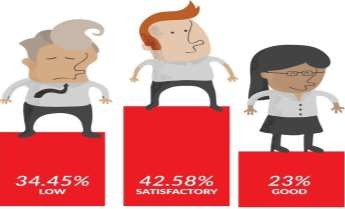 34.45%
LOW
42.58%
SATISFACTORY
23%
GOOD